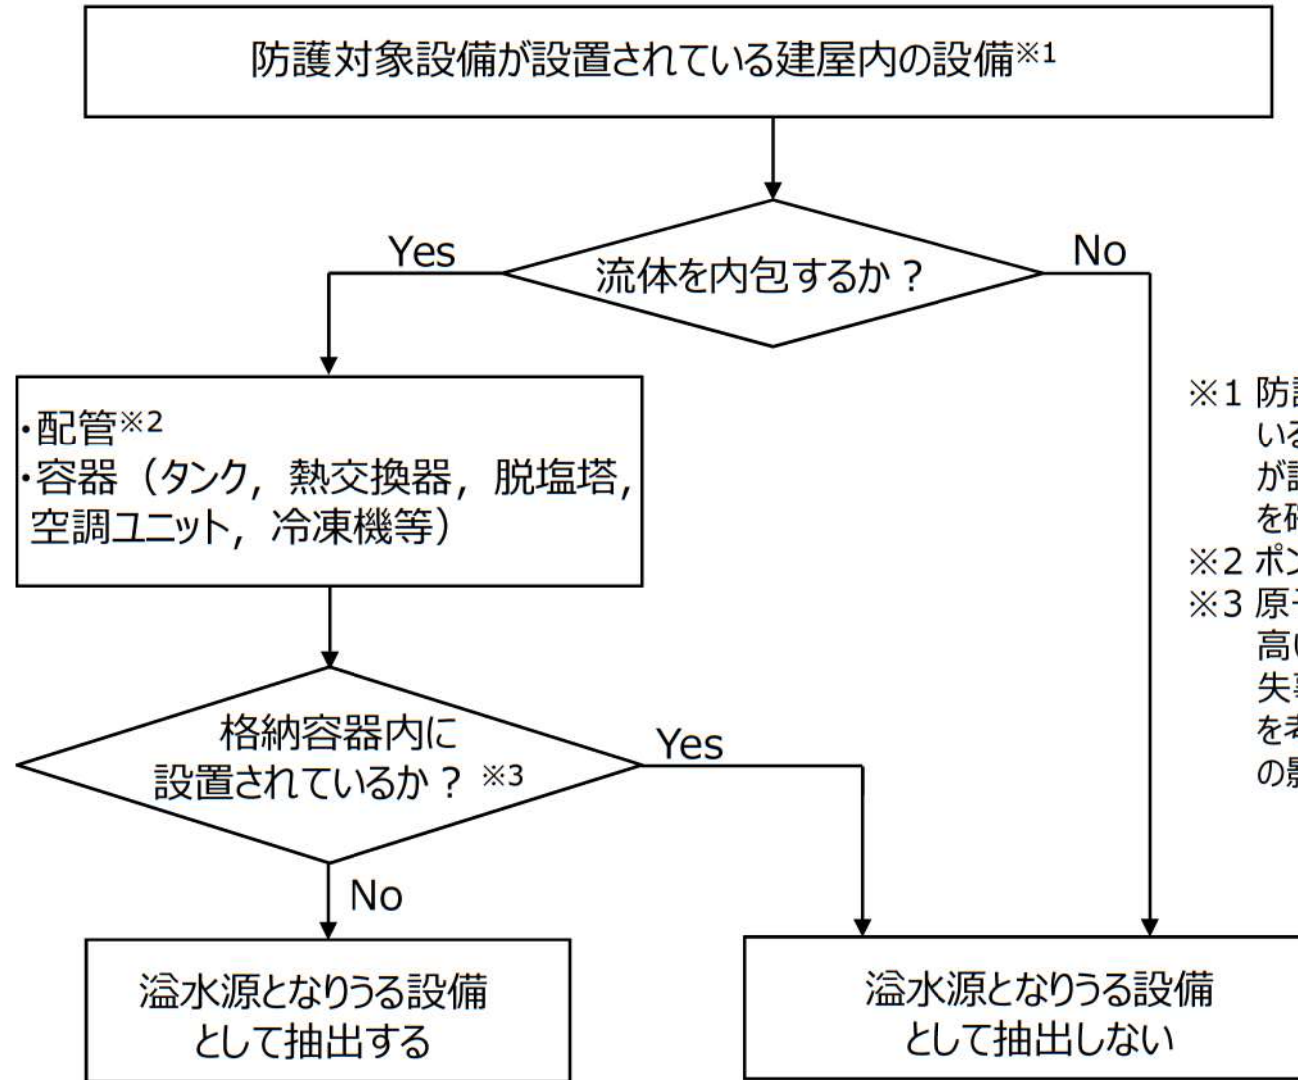 防護対象設備が設置されている建屋内の設備※1
Yes
流体を内包するか？
No
・配管※2
・容器（タンク，熱交換器，脱塩塔，
空調ユニット，冷凍機等）
格納容器内に
設置されているか？ ※3
Yes
No
溢水源となりうる設備
として抽出する
溢水源となりうる設備
として抽出しない
※1 防
いる
が
を
※2 ポン
※3 原
高い
失
を
の